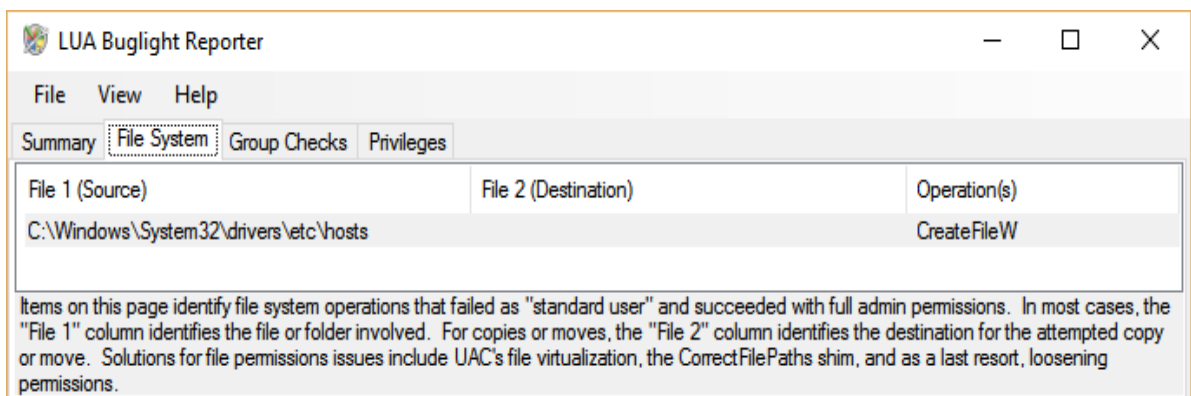 LUA Buglight Reporter
File View Help
Summary File System Group Checks Privileges
File 1 (Source) File 2 (Destination) Operation(s)
C:\Windows\System32\drivers\etc\hosts CreateFileW
Items on this page identify file system operations that failed as "standard user" and succeeded with full admin permissions. In most cases, the
"File 1" column identifies the file or folder involved. For copies or moves, the "File 2" column identifies the destination for the attempted copy
or move. Solutions for file permissions issues include UAC's file virtualization, the CorrectFilePaths shim, and as a last resort, loosening
permissions.